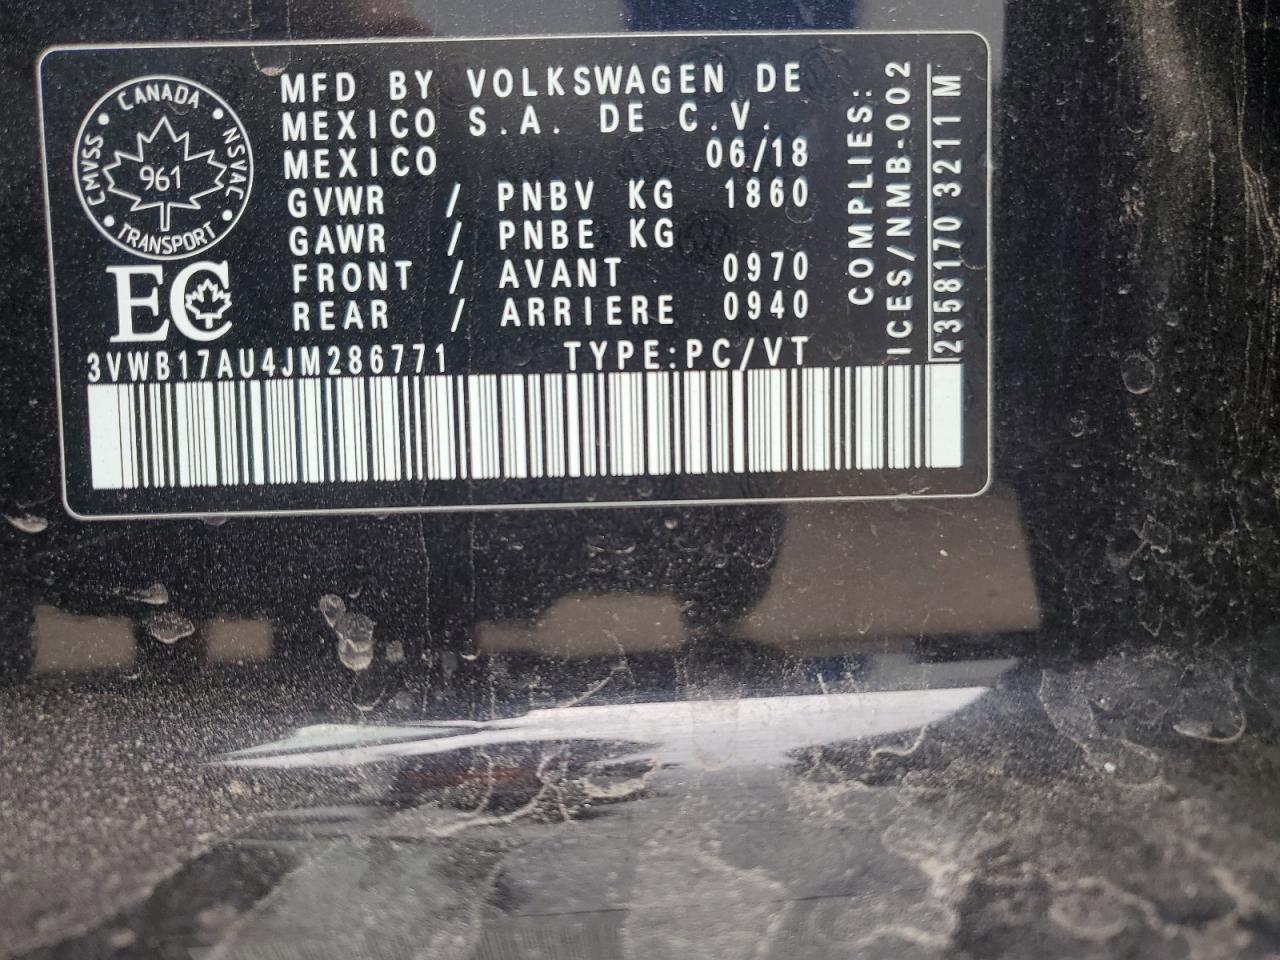 MFD BY VOLKSWAGEN DE
MEXICO S.A. DE C.V.
MEXICO 06/18
GVWR / PNBV KG 1860
GAWR / PNBE KG
FRONT / AVANT 0970
REAR / ARRIERE 0940
CANADA
CMVSS
NSVAC
961
TRANSPORT
EC
3VWB17AU4JM286771 TYPE:PC/VT
COMPLIES:
ICES/NMB-002
2358170 3211 M